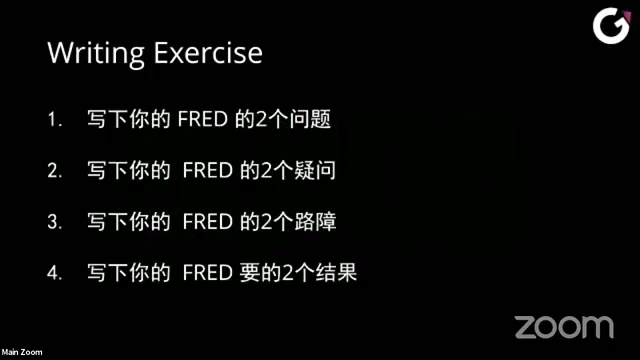 Writing Exercise
1. 写下你的 FRED 的2个问题
2. 写下你的 FRED 的2个疑问
3. 写下你的 FRED 的2个路障
4. 写下你的 FRED 要的2个结果
zoom
Main Zoom